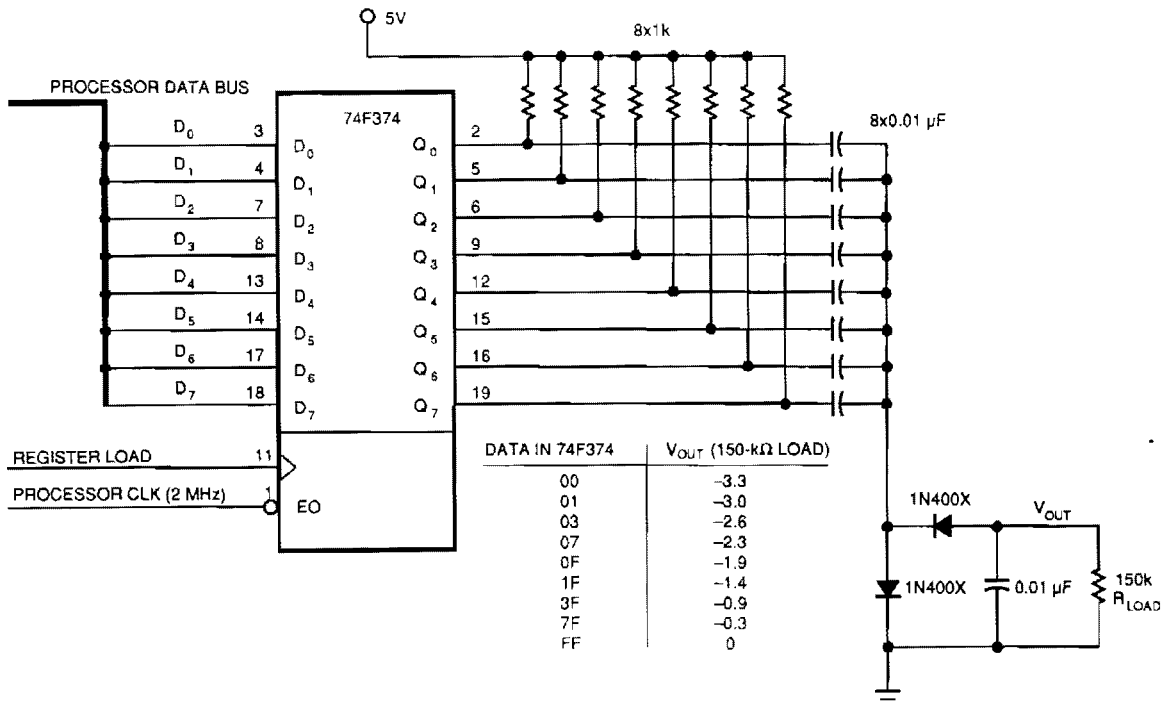 5V
8x1k
PROCESSOR DATA BUS
74F374
8x0.01 µF
D0 3 D0 Q0 2
D1 4 D1 Q1 5
D2 7 D2 Q2 6
D3 8 D3 Q3 9
D4 13 D4 Q4 12
D5 14 D5 Q5 15
D6 17 D6 Q6 16
D7 18 D7 Q7 19
REGISTER LOAD 11
PROCESSOR CLK (2 MHz) 1 EO
DATA IN 74F374 VOUT (150-kΩ LOAD)
00 –3.3
01 –3.0
03 –2.6
07 –2.3
0F –1.9
1F –1.4
3F –0.9
7F –0.3
FF 0
1N400X VOUT
1N400X 0.01 µF 150k
RLOAD